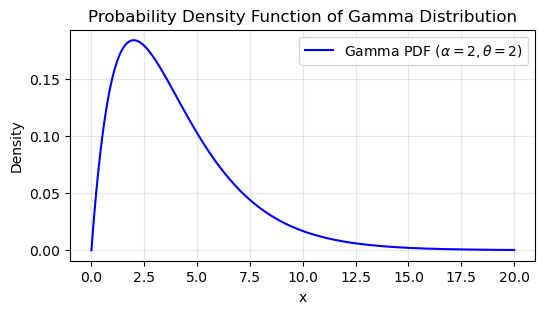 Probability Density Function of Gamma Distribution
Gamma PDF (α = 2, θ = 2)
Density
0.15
0.10
0.05
0.00
0.0 2.5 5.0 7.5 10.0 12.5 15.0 17.5 20.0
x